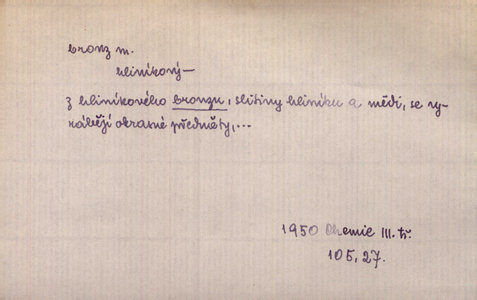 bronz m.
hliníkový—
z hliníkového bronzu, slitiny hliníku a mědi, se vy-
rábějí okrasné předměty,...
1950 Chemie III. tř.
105, 27.